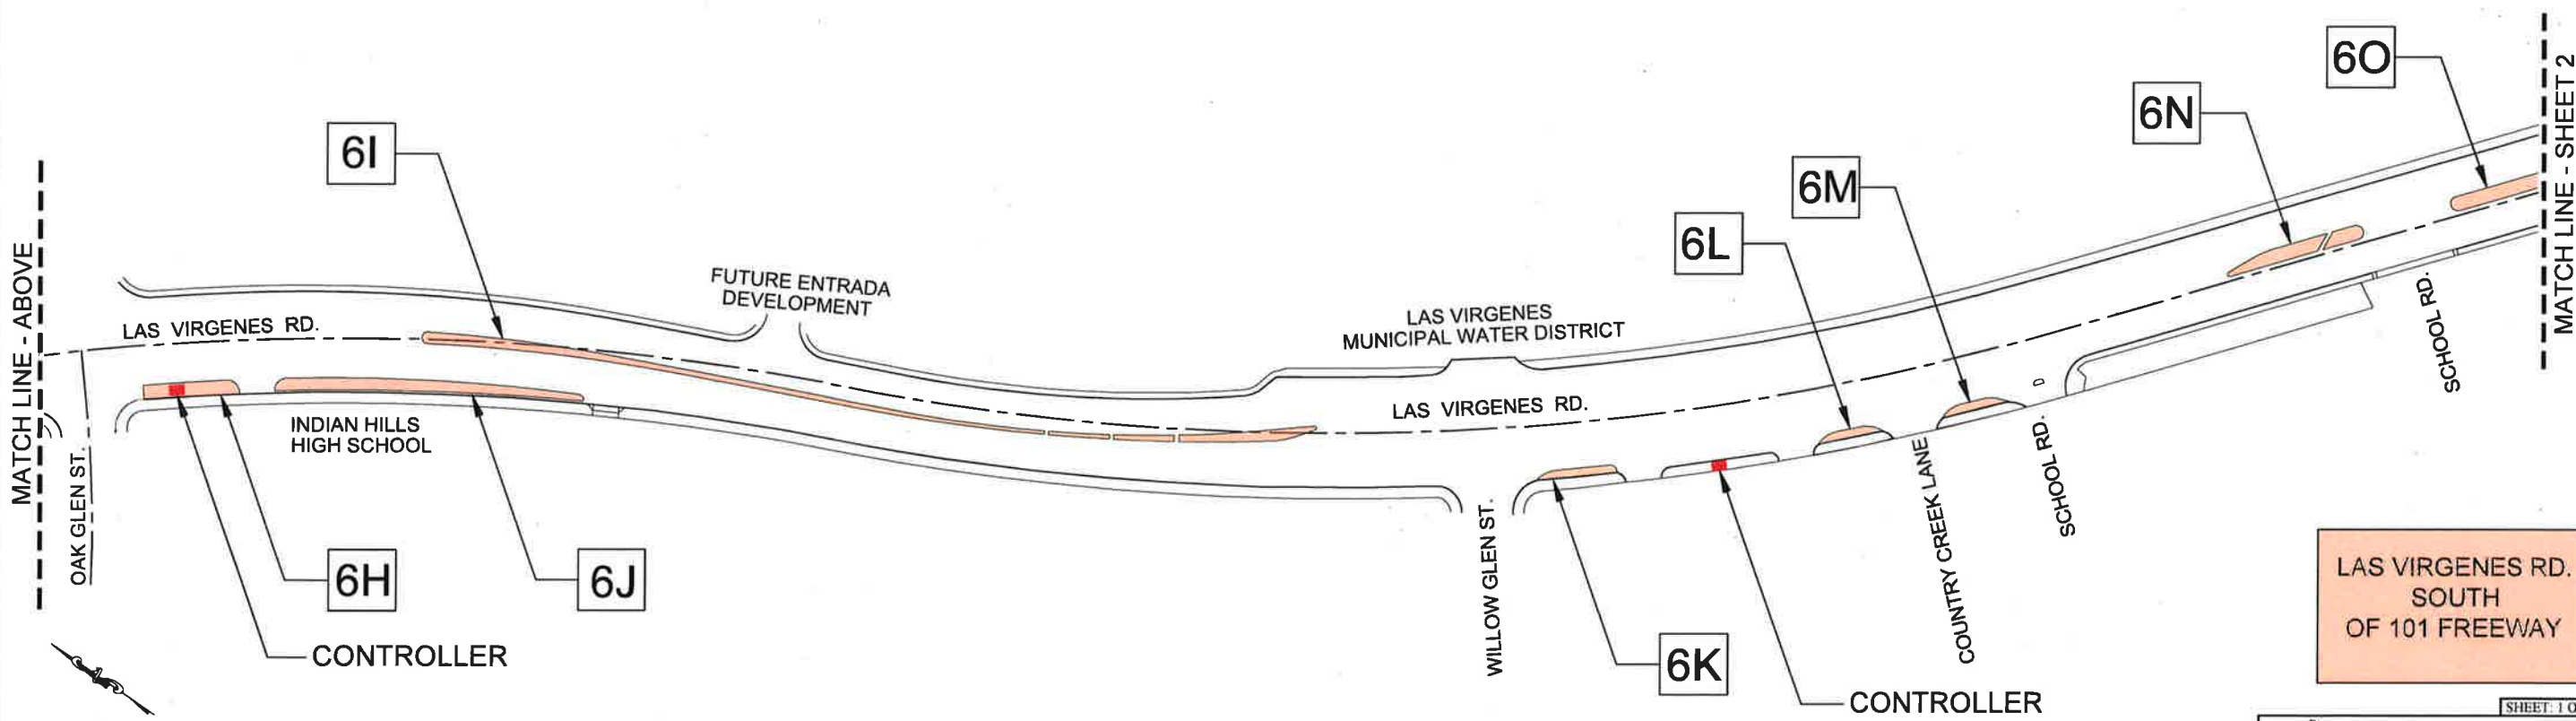 6O
6N
6I
6M
6L
MATCH LINE - ABOVE
MATCH LINE - SHEET 2
FUTURE ENTRADA
DEVELOPMENT
LAS VIRGENES RD.
LAS VIRGENES
MUNICIPAL WATER DISTRICT
LAS VIRGENES RD.
SCHOOL RD.
INDIAN HILLS
HIGH SCHOOL
OAK GLEN ST.
WILLOW GLEN ST.
COUNTRY CREEK LANE
SCHOOL RD.
6H
6J
6K
CONTROLLER
CONTROLLER
LAS VIRGENES RD.
SOUTH
OF 101 FREEWAY
SHEET: 1 O